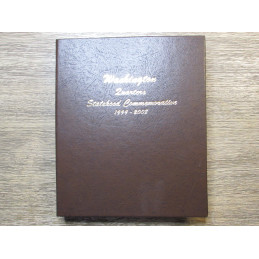 Washington
Quarters
Statehood Commemorative
1999-2008